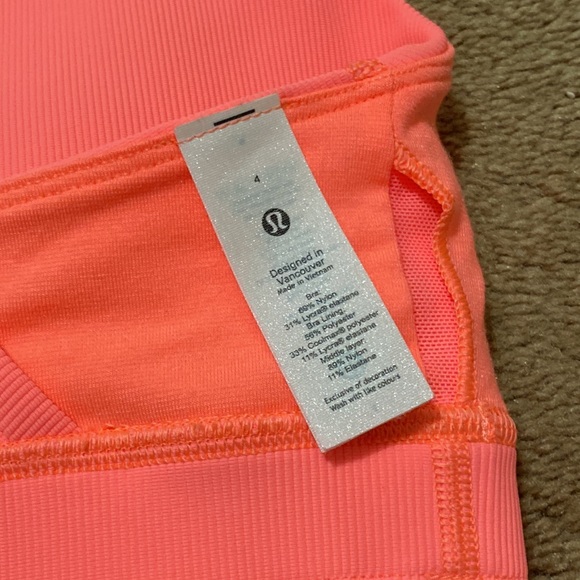 4
Designed in
Vancouver
Made in Vietnam
Bra:
69% Nylon
31% Lycra® elastane
Bra Lining:
56% Polyester
33% Coolmax® polyester
11% Lycra® elastane
Middle layer:
89% Nylon
11% Elastane
Exclusive of decoration
Wash with like colours